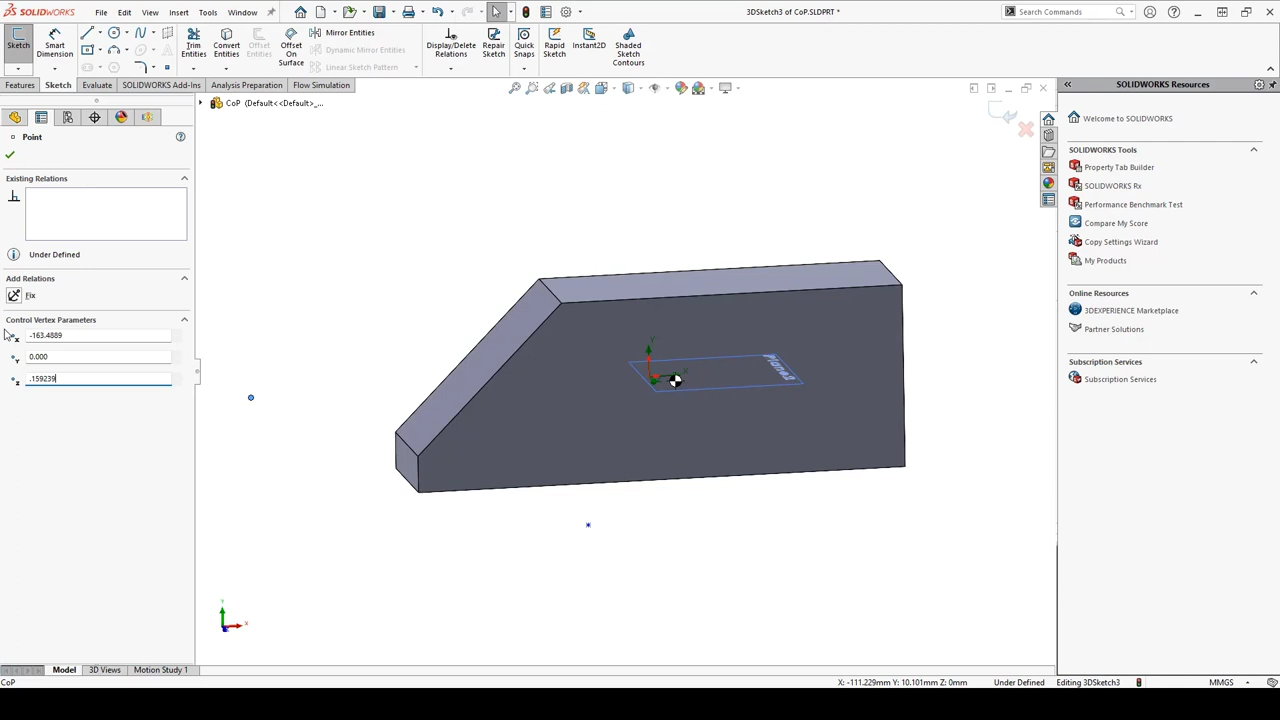 File Edit View Insert Tools Window
3DSketch3 of CoP.SLDPRT *
Search Commands
Sketch
Smart Dimension
Trim Entities
Convert Entities
Offset Entities
Offset On Surface
Mirror Entities
Dynamic Mirror Entities
Linear Sketch Pattern
Display/Delete Relations
Repair Sketch
Quick Snaps
Rapid Sketch
Instant2D
Shaded Sketch Contours
Features Sketch Evaluate SOLIDWORKS Add-Ins Analysis Preparation Flow Simulation
CoP (Default<<Default>_...
SOLIDWORKS Resources
Point
Existing Relations
Under Defined
Add Relations
Fix
Control Vertex Parameters
X -163.4889
Y 0.000
Z .159239
Y
X
Plane2
Y
X
Welcome to SOLIDWORKS
SOLIDWORKS Tools
Property Tab Builder
SOLIDWORKS Rx
Performance Benchmark Test
Compare My Score
Copy Settings Wizard
My Products
Online Resources
3DEXPERIENCE Marketplace
Partner Solutions
Subscription Services
Subscription Services
Model 3D Views Motion Study 1
CoP
X: -111.229mm Y: 10.101mm Z: 0mm Under Defined Editing 3DSketch3 MMGS